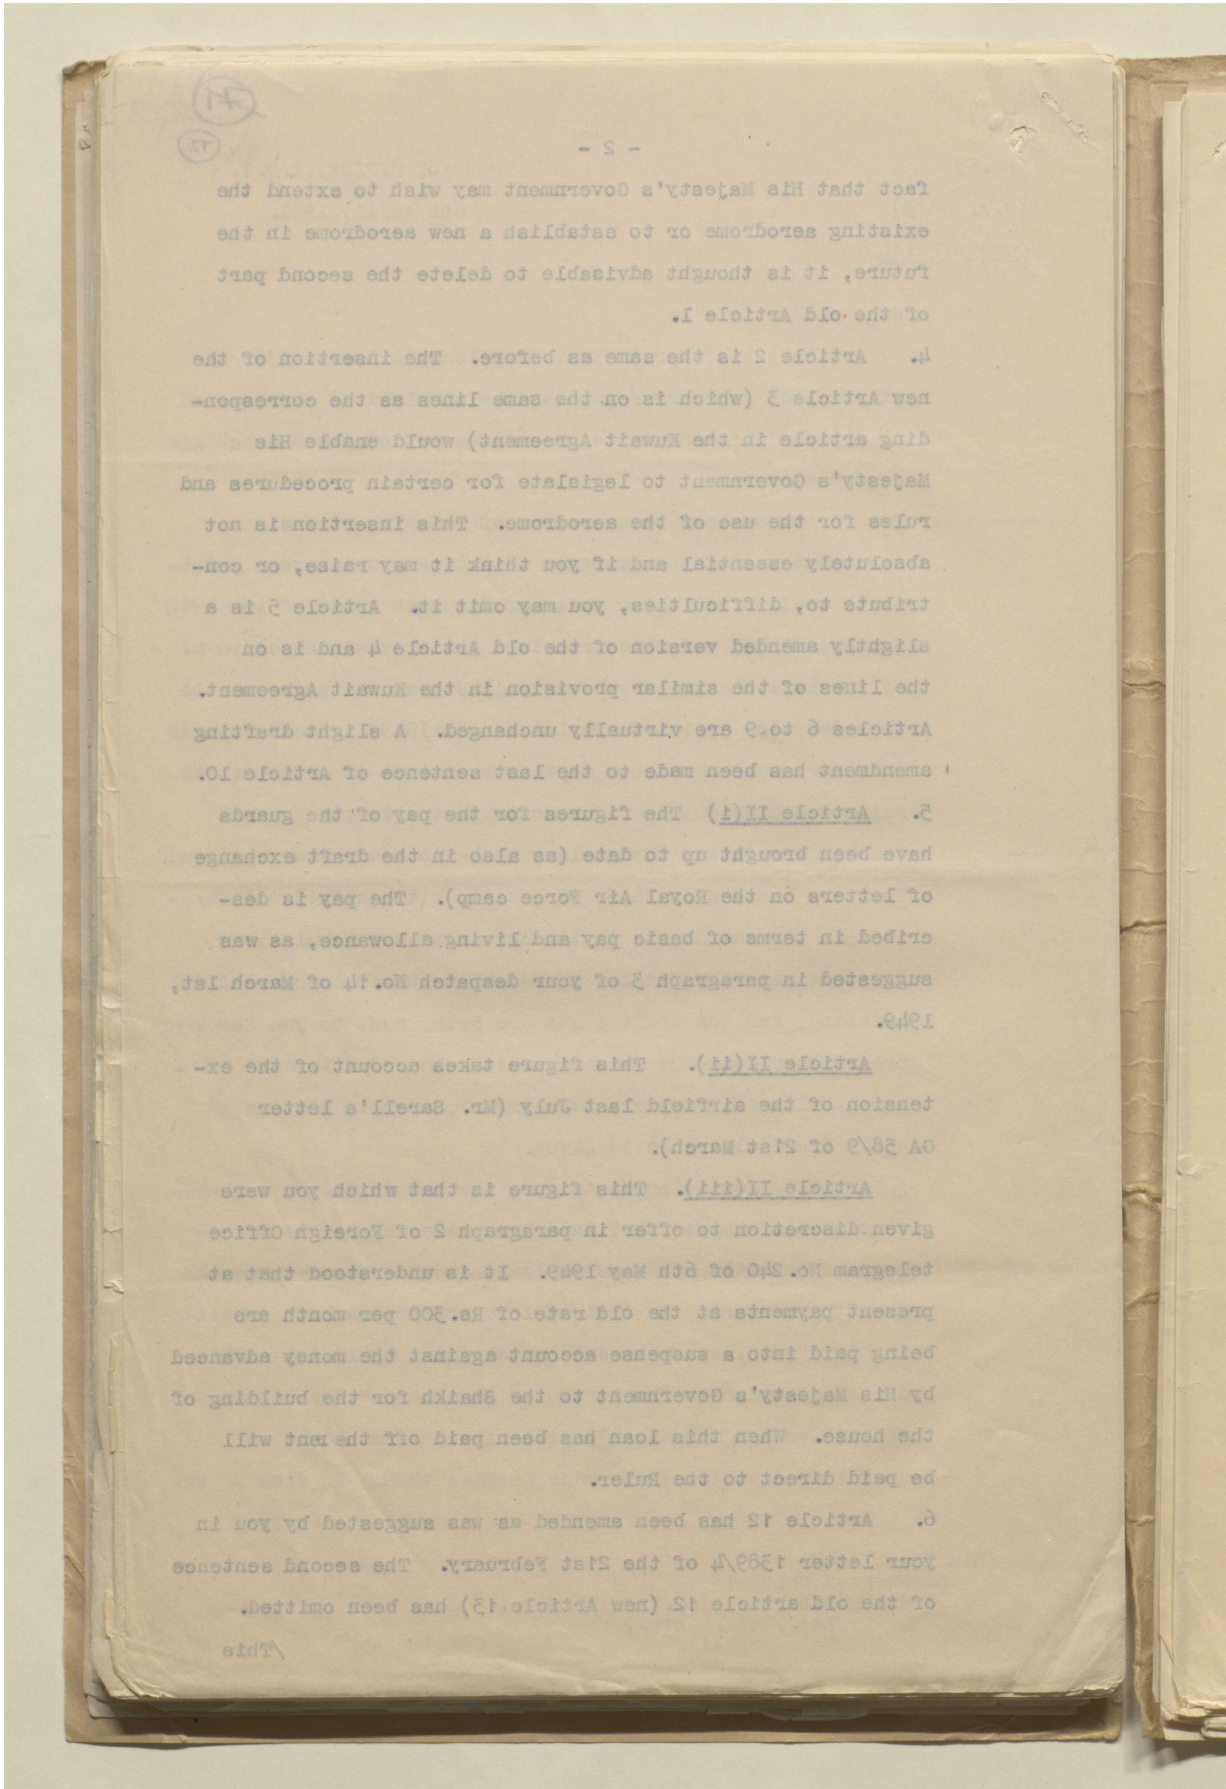 - 2 -
fact that His Majesty's Government may wish to extend the
existing aerodrome or to establish a new aerodrome in the
future, it is thought advisable to delete the second part
of the old Article 1.
4. Article 2 is the same as before. The insertion of the
new Article 3 (which is on the same lines as the correspon-
ding article in the Kuwait Agreement) would enable His
Majesty's Government to legislate for certain procedures and
rules for the use of the aerodrome. This insertion is not
absolutely essential and if you think it may raise, or con-
tribute to, difficulties, you may omit it. Article 5 is a
slightly amended version of the old Article 4 and is on
the lines of the similar provision in the Kuwait Agreement.
Articles 6 to 9 are virtually unchanged. A slight drafting
amendment has been made to the last sentence of Article 10.
5. Article II(i) The figures for the pay of the guards
have been brought up to date (as also in the draft exchange
of letters on the Royal Air Force camp). The pay is des-
cribed in terms of basic pay and living allowance, as was
suggested in paragraph 3 of your despatch No.14 of March 1st,
1949.
Article II(ii). This figure takes account of the ex-
tension of the airfield last July (Mr. Sarell's letter
GA 58/9 of 21st March).
Article II(iii). This figure is that which you were
given discretion to offer in paragraph 2 of Foreign Office
telegram No.240 of 6th May 1949. It is understood that at
present payments at the old rate of Rs.300 per month are
being paid into a suspense account against the money advanced
by His Majesty's Government to the Shaikh for the building of
the house. When this loan has been paid off the rent will
be paid direct to the Ruler.
6. Article 12 has been amended as was suggested by you in
your letter 1389/4 of the 21st February. The second sentence
of the old article 12 (new Article 13) has been omitted.
/This